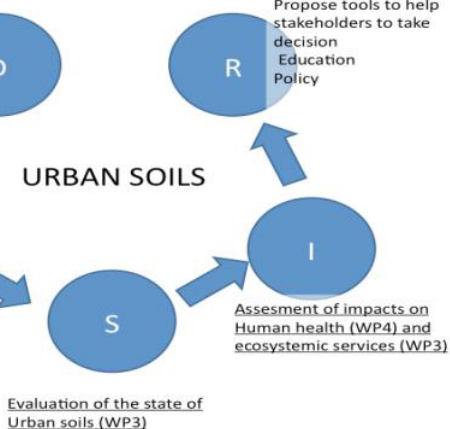 Propose tools to help
stakeholders to take
decision
Education
Policy
R
URBAN SOILS
I
S
Assesment of impacts on
Human health (WP4) and
ecosystemic services (WP3)
Evaluation of the state of
Urban soils (WP3)